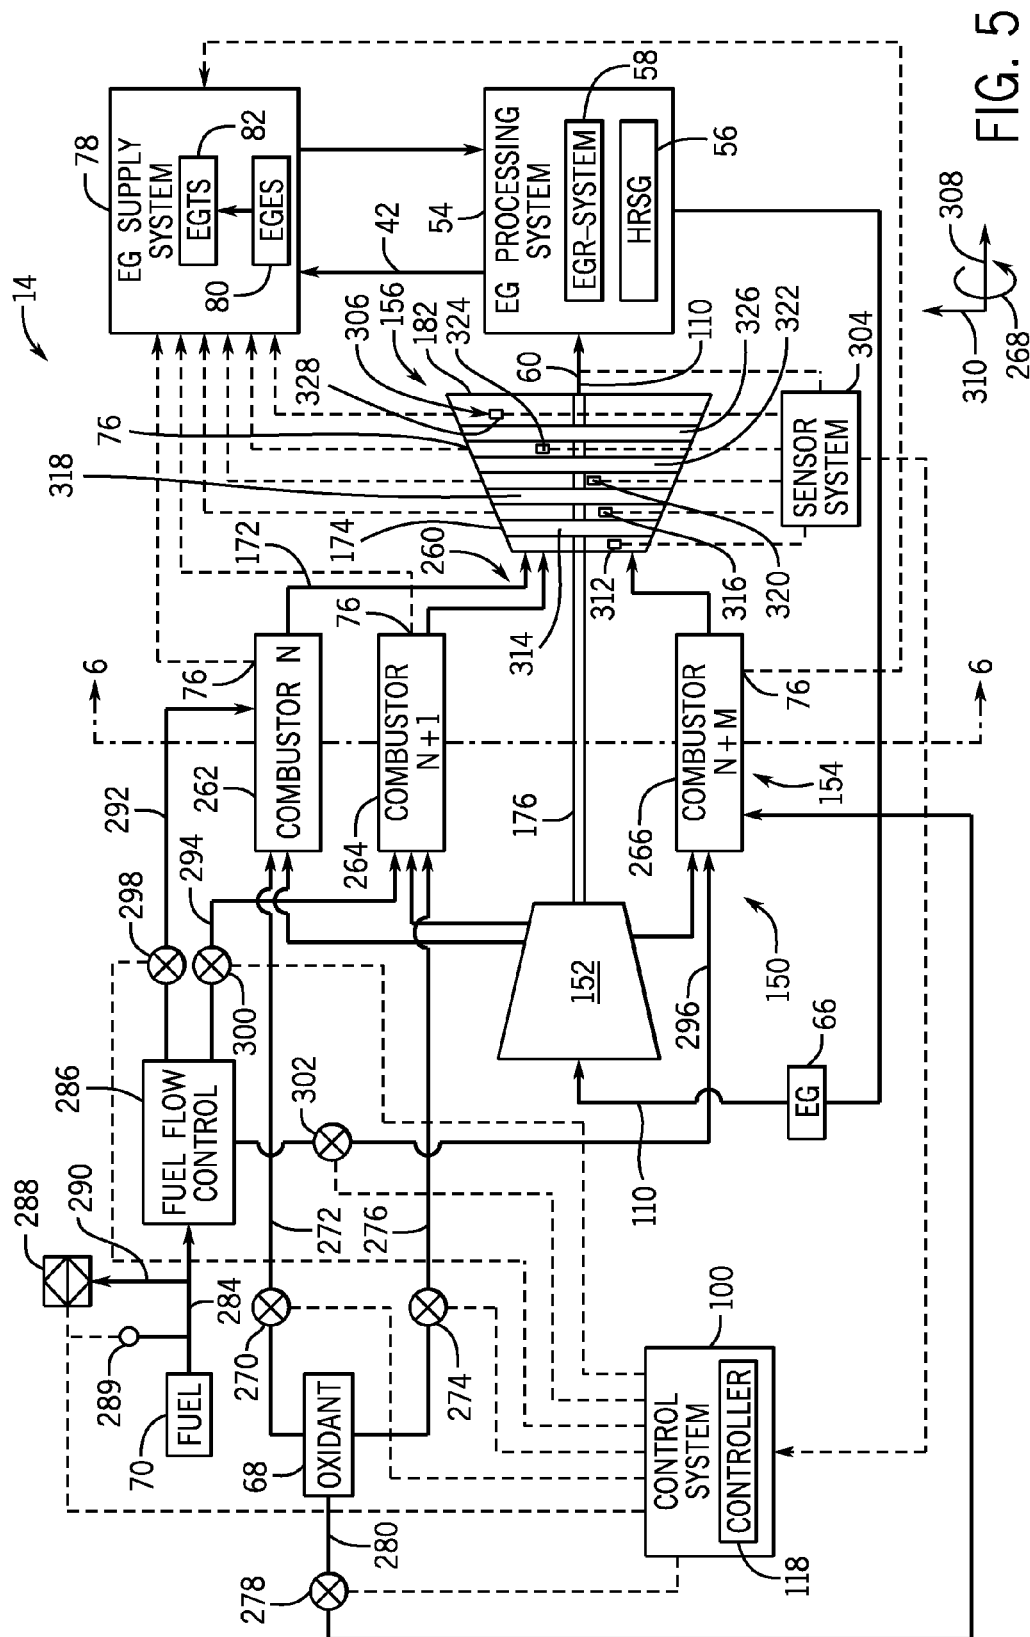 14
288
290
286
78
6
289
70
FUEL
284
FUEL FLOW
CONTROL
298
292
EG SUPPLY
SYSTEM
294
262
76
172
EGTS
82
80
EGES
278
280
68
OXIDANT
270
272
300
302
264
COMBUSTOR N
260
174
318
76
328
306
156
182
324
42
54
EG PROCESSING
SYSTEM
EGR-SYSTEM
58
HRSG
56
274
276
COMBUSTOR
N+1
76
314
60
110
152
176
312
316
320
322
326
110
296
266
COMBUSTOR
N+M
76
150
154
CONTROL
SYSTEM
100
CONTROLLER
118
EG
66
SENSOR
SYSTEM
304
6
310
308
268
FIG. 5